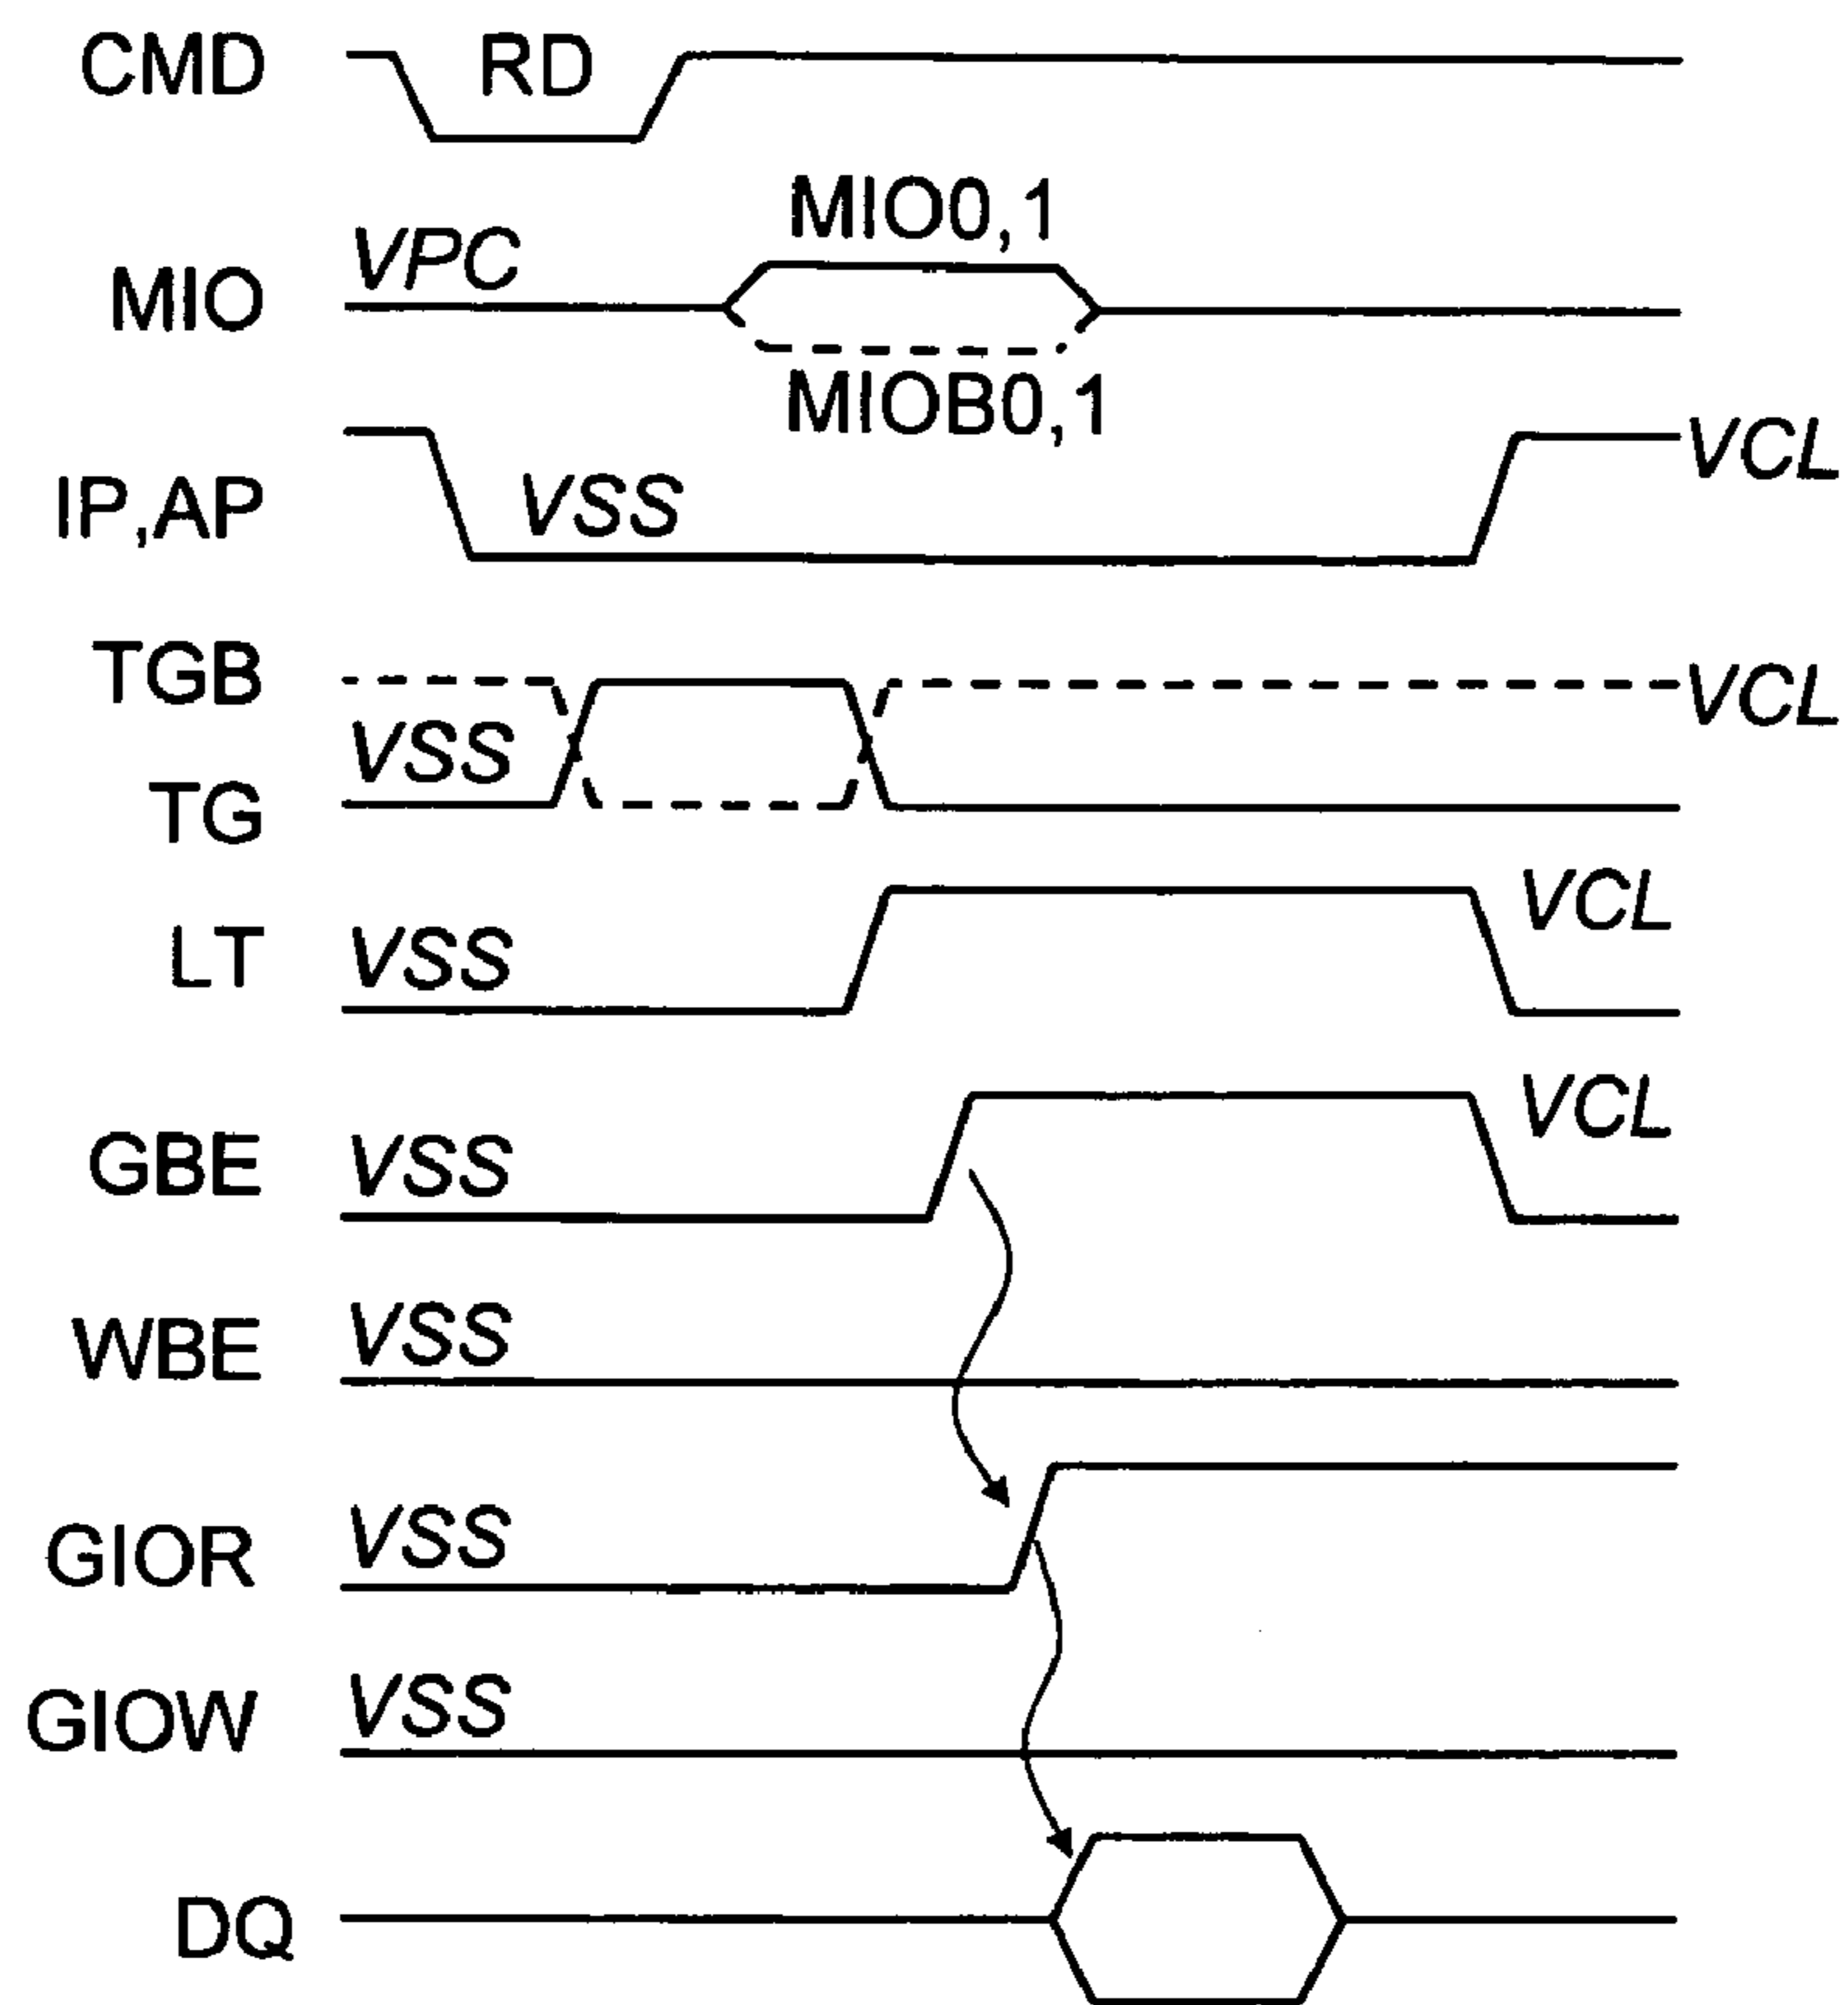 CMD RD
MIO0,1
MIO VPC
MIOB0,1
IP,AP VSS VCL
TGB VCL
VSS
TG
LT VSS VCL
GBE VSS VCL
WBE VSS
GIOR VSS
GIOW VSS
DQ